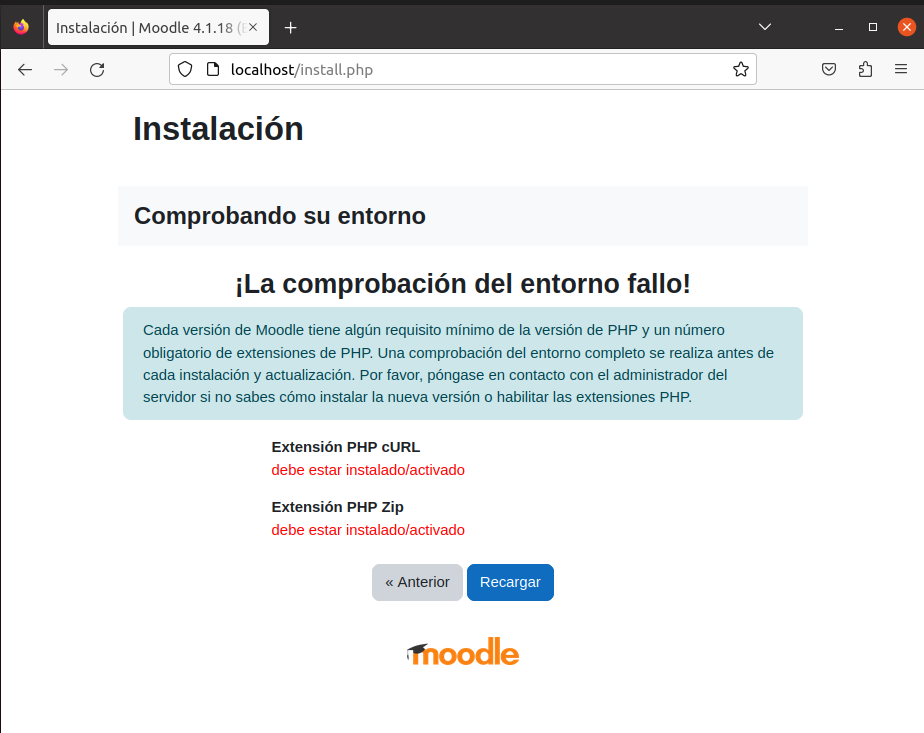 Instalación | Moodle 4.1.18 (
localhost/install.php
Instalación
Comprobando su entorno
¡La comprobación del entorno fallo!
Cada versión de Moodle tiene algún requisito mínimo de la versión de PHP y un número
obligatorio de extensiones de PHP. Una comprobación del entorno completo se realiza antes de
cada instalación y actualización. Por favor, póngase en contacto con el administrador del
servidor si no sabes cómo instalar la nueva versión o habilitar las extensiones PHP.
Extensión PHP cURL
debe estar instalado/activado
Extensión PHP Zip
debe estar instalado/activado
« Anterior
Recargar
moodle